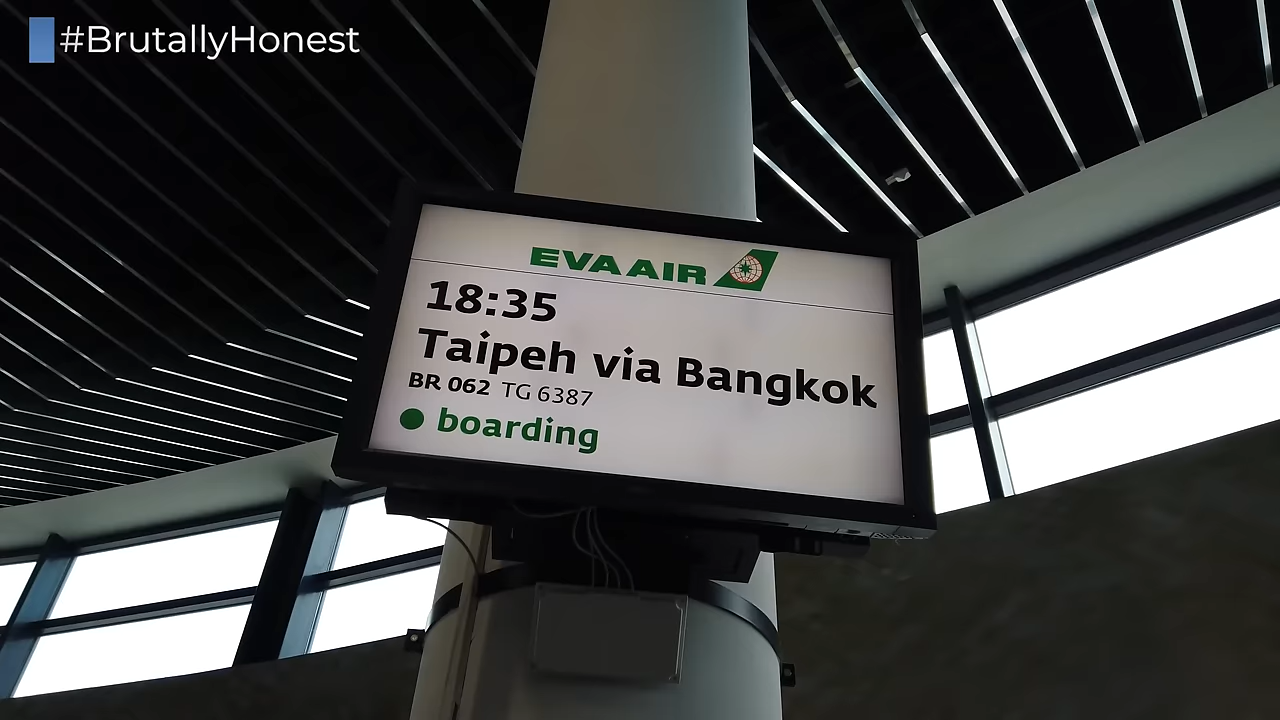 #BrutallyHonest
EVA AIR
18:35
Taipeh via Bangkok
BR 062 TG 6387
boarding